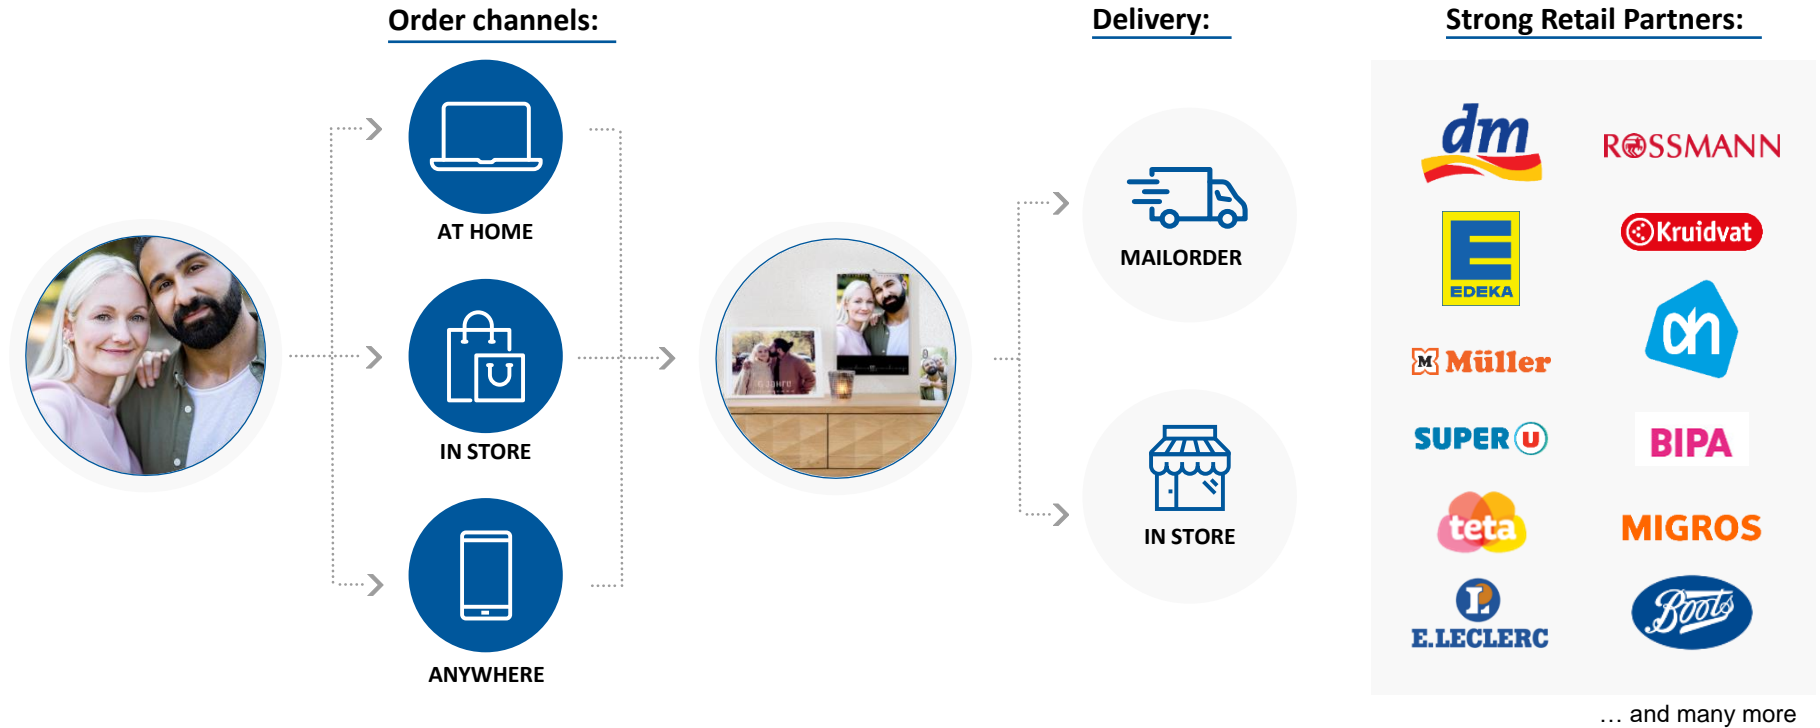 Order channels:
AT HOME
IN STORE
ANYWHERE
Delivery:
MAILORDER
IN STORE
Strong Retail Partners:
dm
ROSSMANN
E
EDEKA
Kruidvat
ah
M Müller
SUPER U
BIPA
teta
MIGROS
L
E.LECLERC
Boots
… and many more